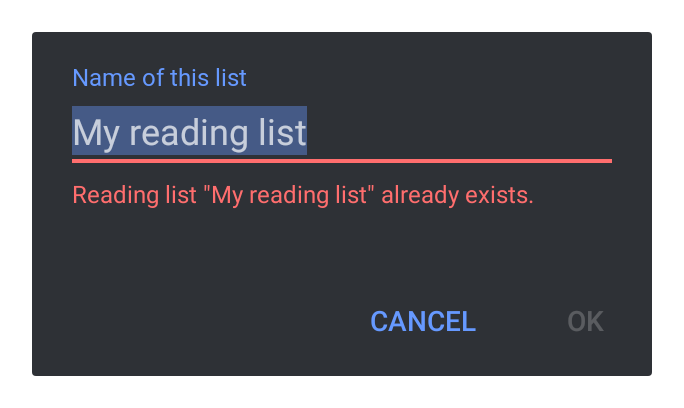 Name of this list
My reading list
Reading list "My reading list" already exists.
CANCEL OK